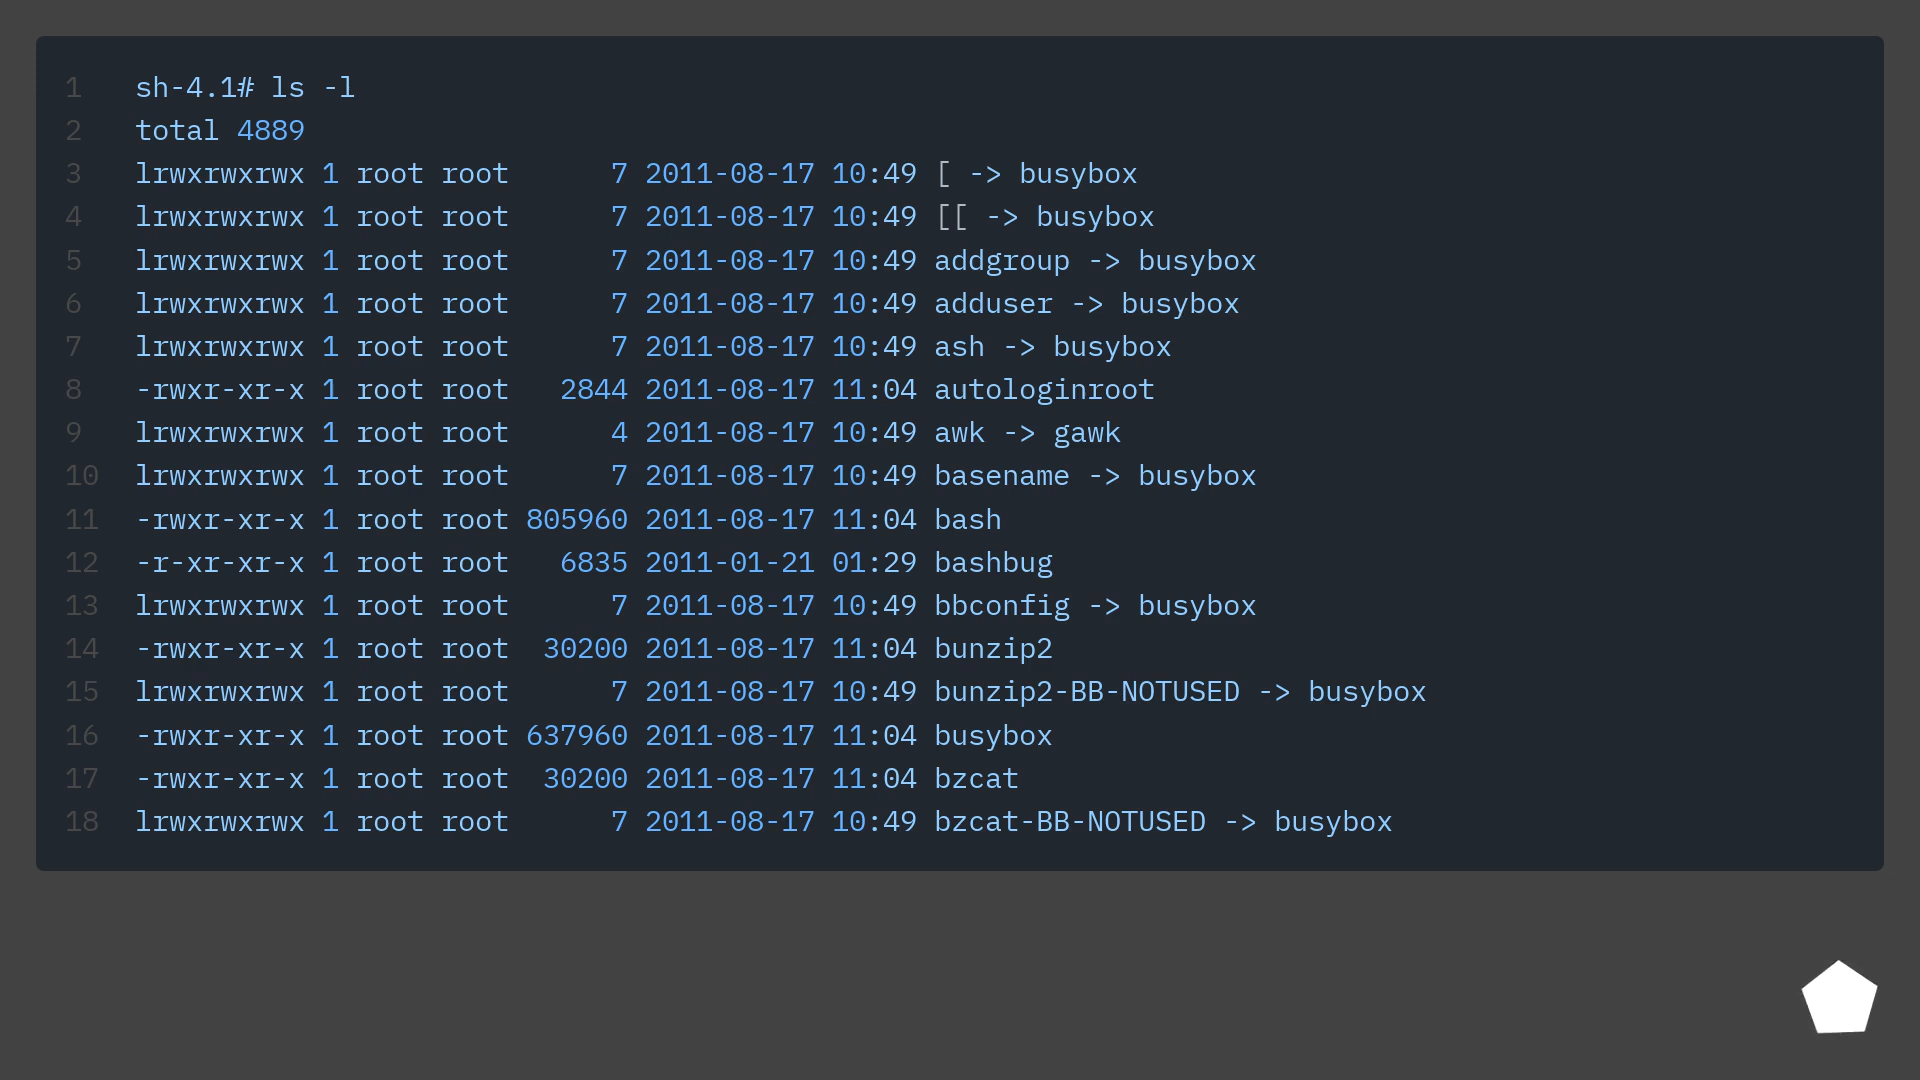 1 sh-4.1# ls -l
2 total 4889
3 lrwxrwxrwx 1 root root      7 2011-08-17 10:49 [ -> busybox
4 lrwxrwxrwx 1 root root      7 2011-08-17 10:49 [[ -> busybox
5 lrwxrwxrwx 1 root root      7 2011-08-17 10:49 addgroup -> busybox
6 lrwxrwxrwx 1 root root      7 2011-08-17 10:49 adduser -> busybox
7 lrwxrwxrwx 1 root root      7 2011-08-17 10:49 ash -> busybox
8 -rwxr-xr-x 1 root root   2844 2011-08-17 11:04 autologinroot
9 lrwxrwxrwx 1 root root      4 2011-08-17 10:49 awk -> gawk
10 lrwxrwxrwx 1 root root      7 2011-08-17 10:49 basename -> busybox
11 -rwxr-xr-x 1 root root 805960 2011-08-17 11:04 bash
12 -r-xr-xr-x 1 root root   6835 2011-01-21 01:29 bashbug
13 lrwxrwxrwx 1 root root      7 2011-08-17 10:49 bbconfig -> busybox
14 -rwxr-xr-x 1 root root  30200 2011-08-17 11:04 bunzip2
15 lrwxrwxrwx 1 root root      7 2011-08-17 10:49 bunzip2-BB-NOTUSED -> busybox
16 -rwxr-xr-x 1 root root 637960 2011-08-17 11:04 busybox
17 -rwxr-xr-x 1 root root  30200 2011-08-17 11:04 bzcat
18 lrwxrwxrwx 1 root root      7 2011-08-17 10:49 bzcat-BB-NOTUSED -> busybox